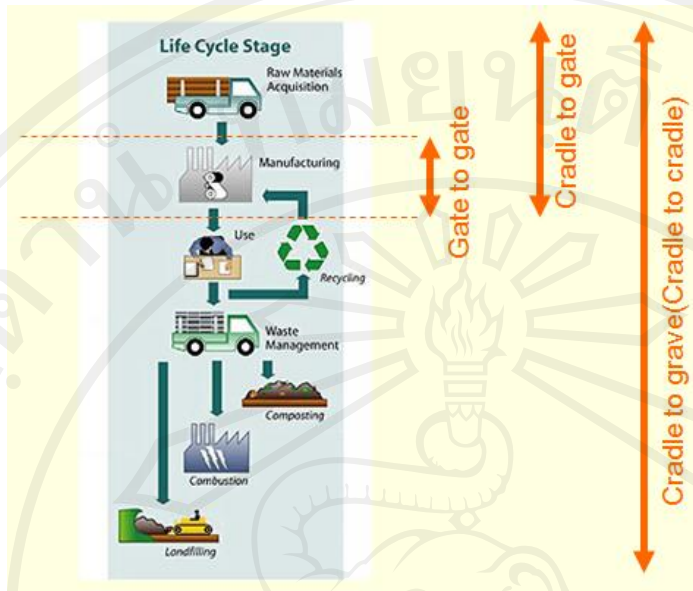 Life Cycle Stage
Raw Materials
Acquisition
Manufacturing
Use
Recycling
Waste
Management
Composting
Combustion
Landfilling
Gate to gate
Cradle to gate
Cradle to grave(Cradle to cradle)